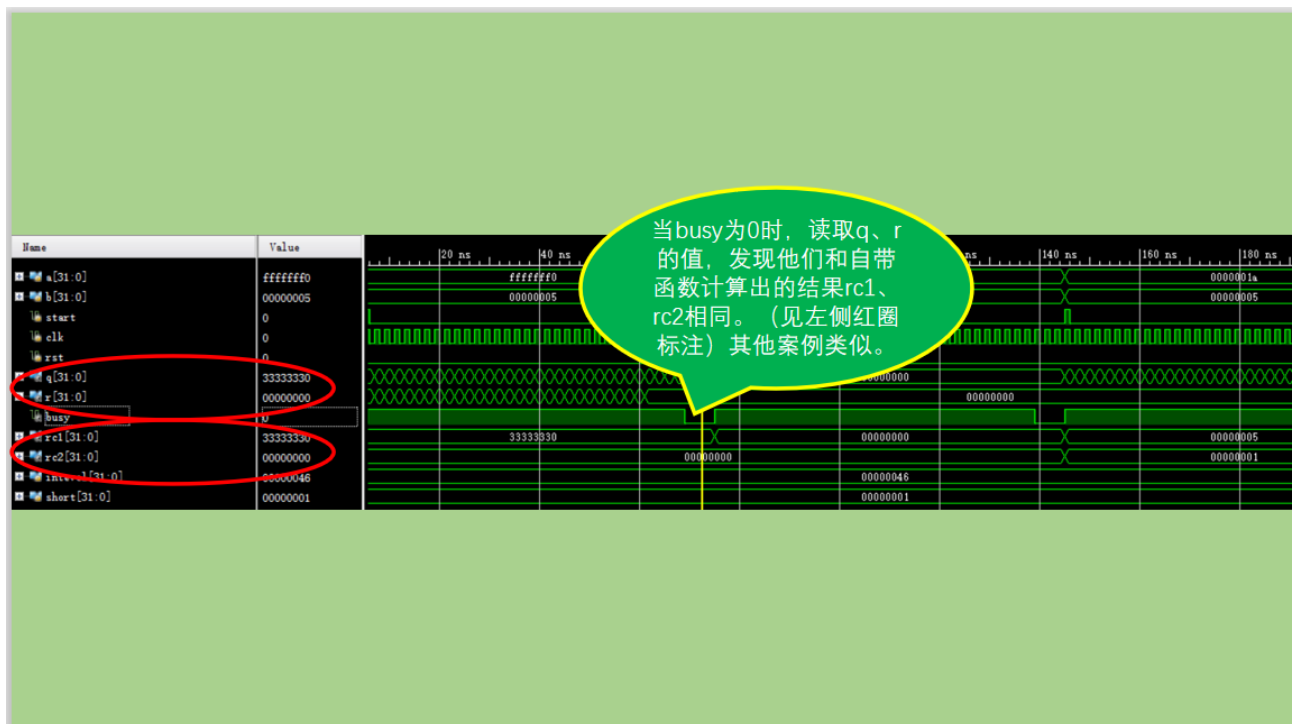 当busy为0时，读取q、r
的值，发现他们和自带
函数计算出的结果rc1、
rc2相同。（见左侧红圈
标注）其他案例类似。
Name Value
20 ns 40 ns ns 140 ns 160 ns 180 ns
a[31:0] fffffff0 fffffff0 0000001a
b[31:0] 00000005 00000005 00000005
start 0
clk 0
rst 0
q[31:0] 33333330
r[31:0] 00000000 00000000
busy 0
rc1[31:0] 33333330 33333330 00000000 00000005
rc2[31:0] 00000000 00000000 00000001
00000046 00000046
short[31:0] 00000001 00000001